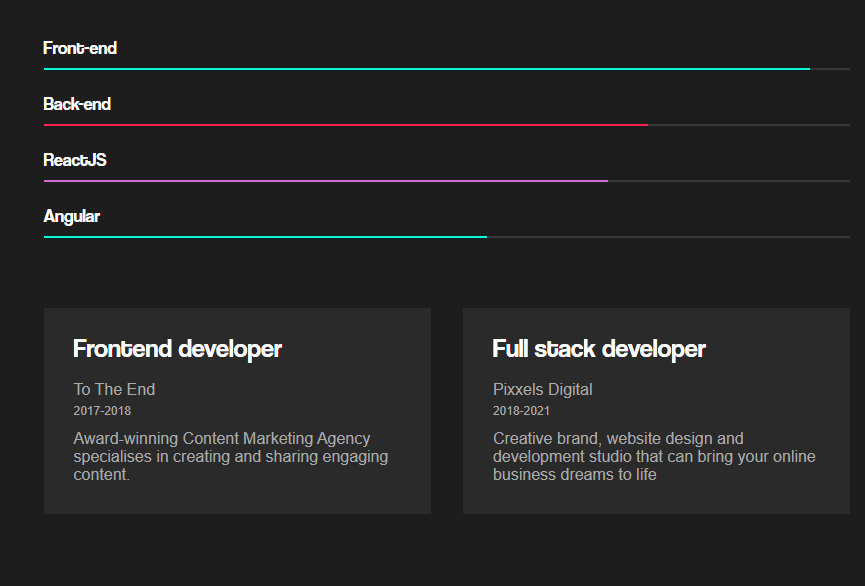 Front-end
Back-end
ReactJS
Angular
Frontend developer
To The End
2017-2018
Award-winning Content Marketing Agency
specialises in creating and sharing engaging
content.
Full stack developer
Pixxels Digital
2018-2021
Creative brand, website design and
development studio that can bring your online
business dreams to life